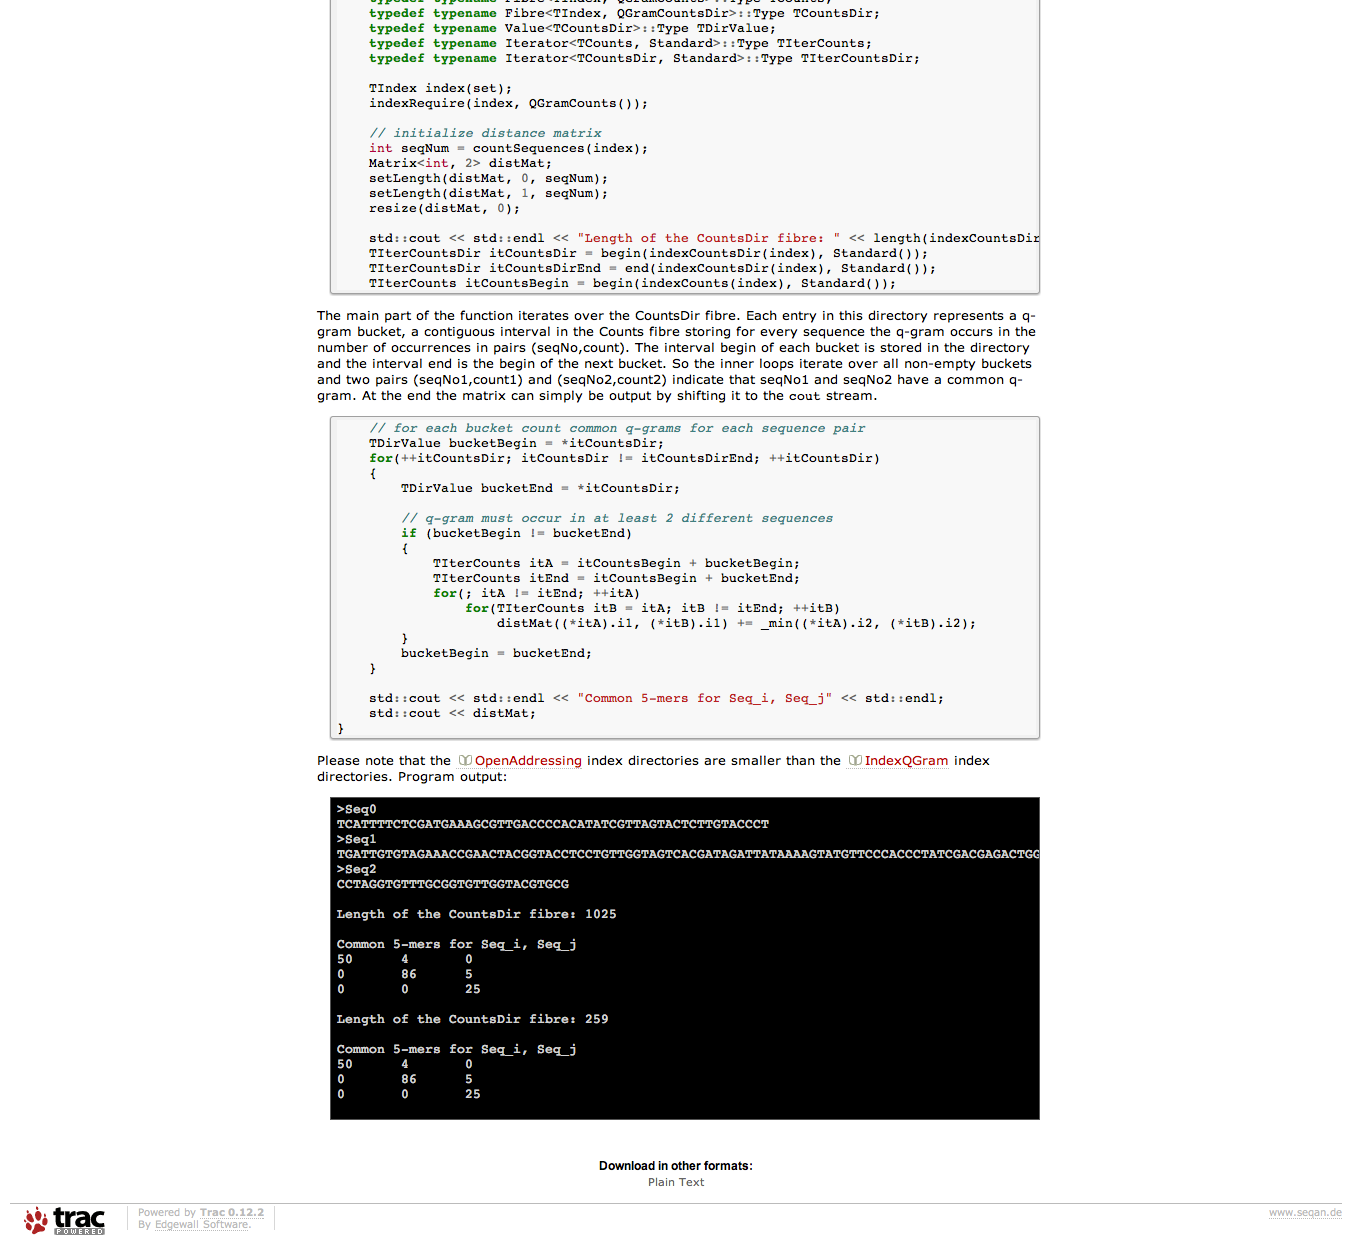 typedef typename Fibre<TIndex, QGramCountsDir>::Type TCountsDir;
typedef typename Value<TCountsDir>::Type TDirValue;
typedef typename Iterator<TCounts, Standard>::Type TIterCounts;
typedef typename Iterator<TCountsDir, Standard>::Type TIterCountsDir;
TIndex index(set);
indexRequire(index, QGramCounts());
// initialize distance matrix
int seqNum = countSequences(index);
Matrix<int, 2> distMat;
setLength(distMat, 0, seqNum);
setLength(distMat, 1, seqNum);
resize(distMat, 0);
std::cout << std::endl << "Length of the CountsDir fibre: " << length(indexCountsDir
TIterCountsDir itCountsDir = begin(indexCountsDir(index), Standard());
TIterCountsDir itCountsDirEnd = end(indexCountsDir(index), Standard());
TIterCounts itCountsBegin = begin(indexCounts(index), Standard());
The main part of the function iterates over the CountsDir fibre. Each entry in this directory represents a q-
gram bucket, a contiguous interval in the Counts fibre storing for every sequence the q-gram occurs in the
number of occurrences in pairs (seqNo,count). The interval begin of each bucket is stored in the directory
and the interval end is the begin of the next bucket. So the inner loops iterate over all non-empty buckets
and two pairs (seqNo1,count1) and (seqNo2,count2) indicate that seqNo1 and seqNo2 have a common q-
gram. At the end the matrix can simply be output by shifting it to the cout stream.
// for each bucket count common q-grams for each sequence pair
TDirValue bucketBegin = *itCountsDir;
for(++itCountsDir; itCountsDir != itCountsDirEnd; ++itCountsDir)
{
TDirValue bucketEnd = *itCountsDir;
// q-gram must occur in at least 2 different sequences
if (bucketBegin != bucketEnd)
{
TIterCounts itA = itCountsBegin + bucketBegin;
TIterCounts itEnd = itCountsBegin + bucketEnd;
for(; itA != itEnd; ++itA)
for(TIterCounts itB = itA; itB != itEnd; ++itB)
distMat((*itA).i1, (*itB).i1) += _min((*itA).i2, (*itB).i2);
}
bucketBegin = bucketEnd;
}
std::cout << std::endl << "Common 5-mers for Seq_i, Seq_j" << std::endl;
std::cout << distMat;
}
Please note that the OpenAddressing index directories are smaller than the IndexQGram index
directories. Program output:
>Seq0
TCATTTTCTCGATGAAAGCGTTGACCCCACATATCGTTAGTACTCTTGTACCCT
>Seq1
TGATTGTGTAGAAACCGAACTACGGTACCTCCTGTTGGTAGTCACGATAGATTATAAAAGTATGTTCCCACCCTATCGACGAGACTGG
>Seq2
CCTAGGTGTTTGCGGTGTTGGTACGTGCG
Length of the CountsDir fibre: 1025
Common 5-mers for Seq_i, Seq_j
50 4 0
0 86 5
0 0 25
Length of the CountsDir fibre: 259
Common 5-mers for Seq_i, Seq_j
50 4 0
0 86 5
0 0 25
Download in other formats:
Plain Text
trac
POWERED
Powered by Trac 0.12.2
By Edgewall Software.
www.seqan.de